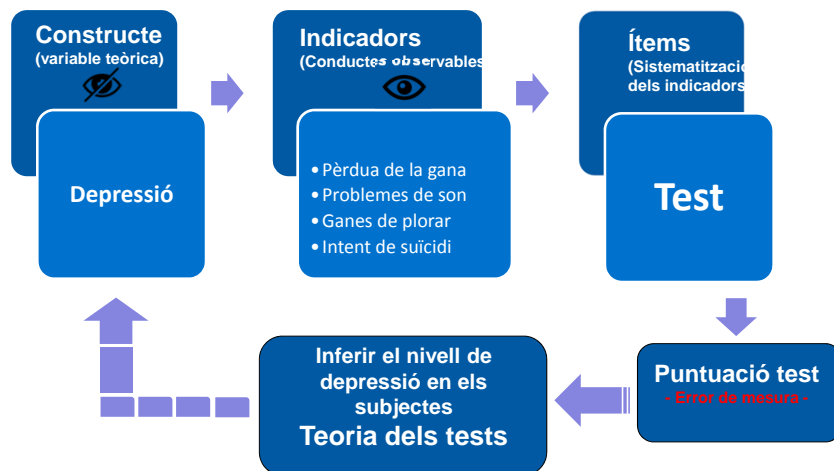 Constructe
(variable teòrica)
Depressió
Indicadors
(Conductes observables
• Pèrdua de la gana
• Problemes de son
• Ganes de plorar
• Intent de suïcidi
Ítems
(Sistematització
dels indicadors
Test
Puntuació test
- Error de mesura -
Inferir el nivell de
depressió en els
subjectes
Teoria dels tests